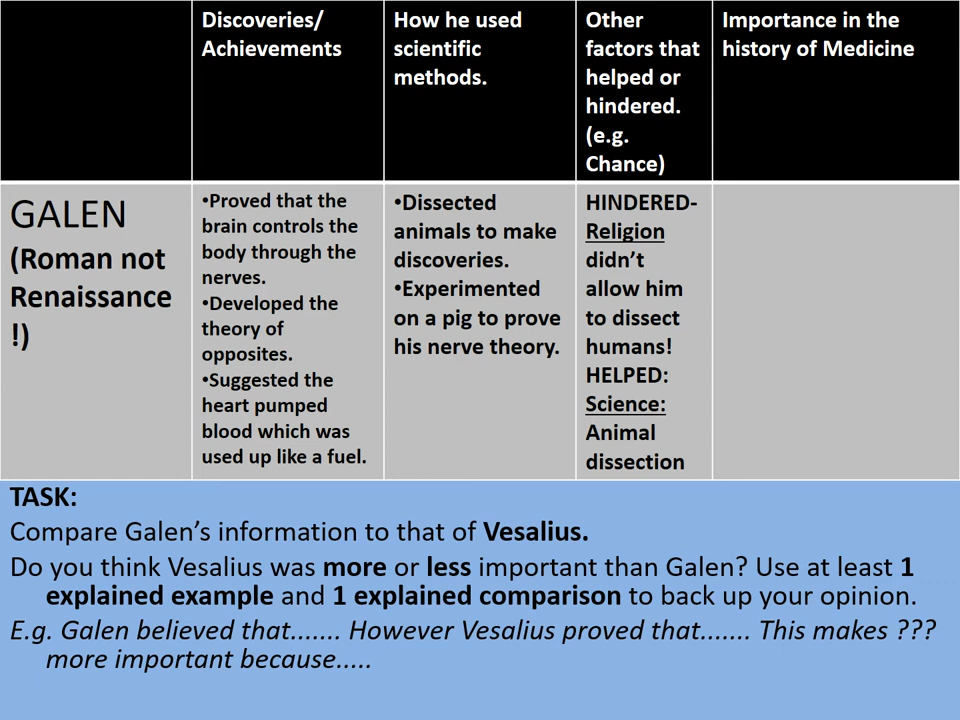 Discoveries/
Achievements
How he used
scientific
methods.
Other
factors that
helped or
hindered.
(e.g.
Chance)
Importance in the
history of Medicine
GALEN
(Roman not
Renaissance
!)
•Proved that the
brain controls the
body through the
nerves.
•Developed the
theory of
opposites.
•Suggested the
heart pumped
blood which was
used up like a fuel.
•Dissected
animals to make
discoveries.
•Experimented
on a pig to prove
his nerve theory.
HINDERED-
Religion
didn’t
allow him
to dissect
humans!
HELPED:
Science:
Animal
dissection
TASK:
Compare Galen’s information to that of Vesalius.
Do you think Vesalius was more or less important than Galen? Use at least 1
explained example and 1 explained comparison to back up your opinion.
E.g. Galen believed that....... However Vesalius proved that....... This makes ???
more important because.....